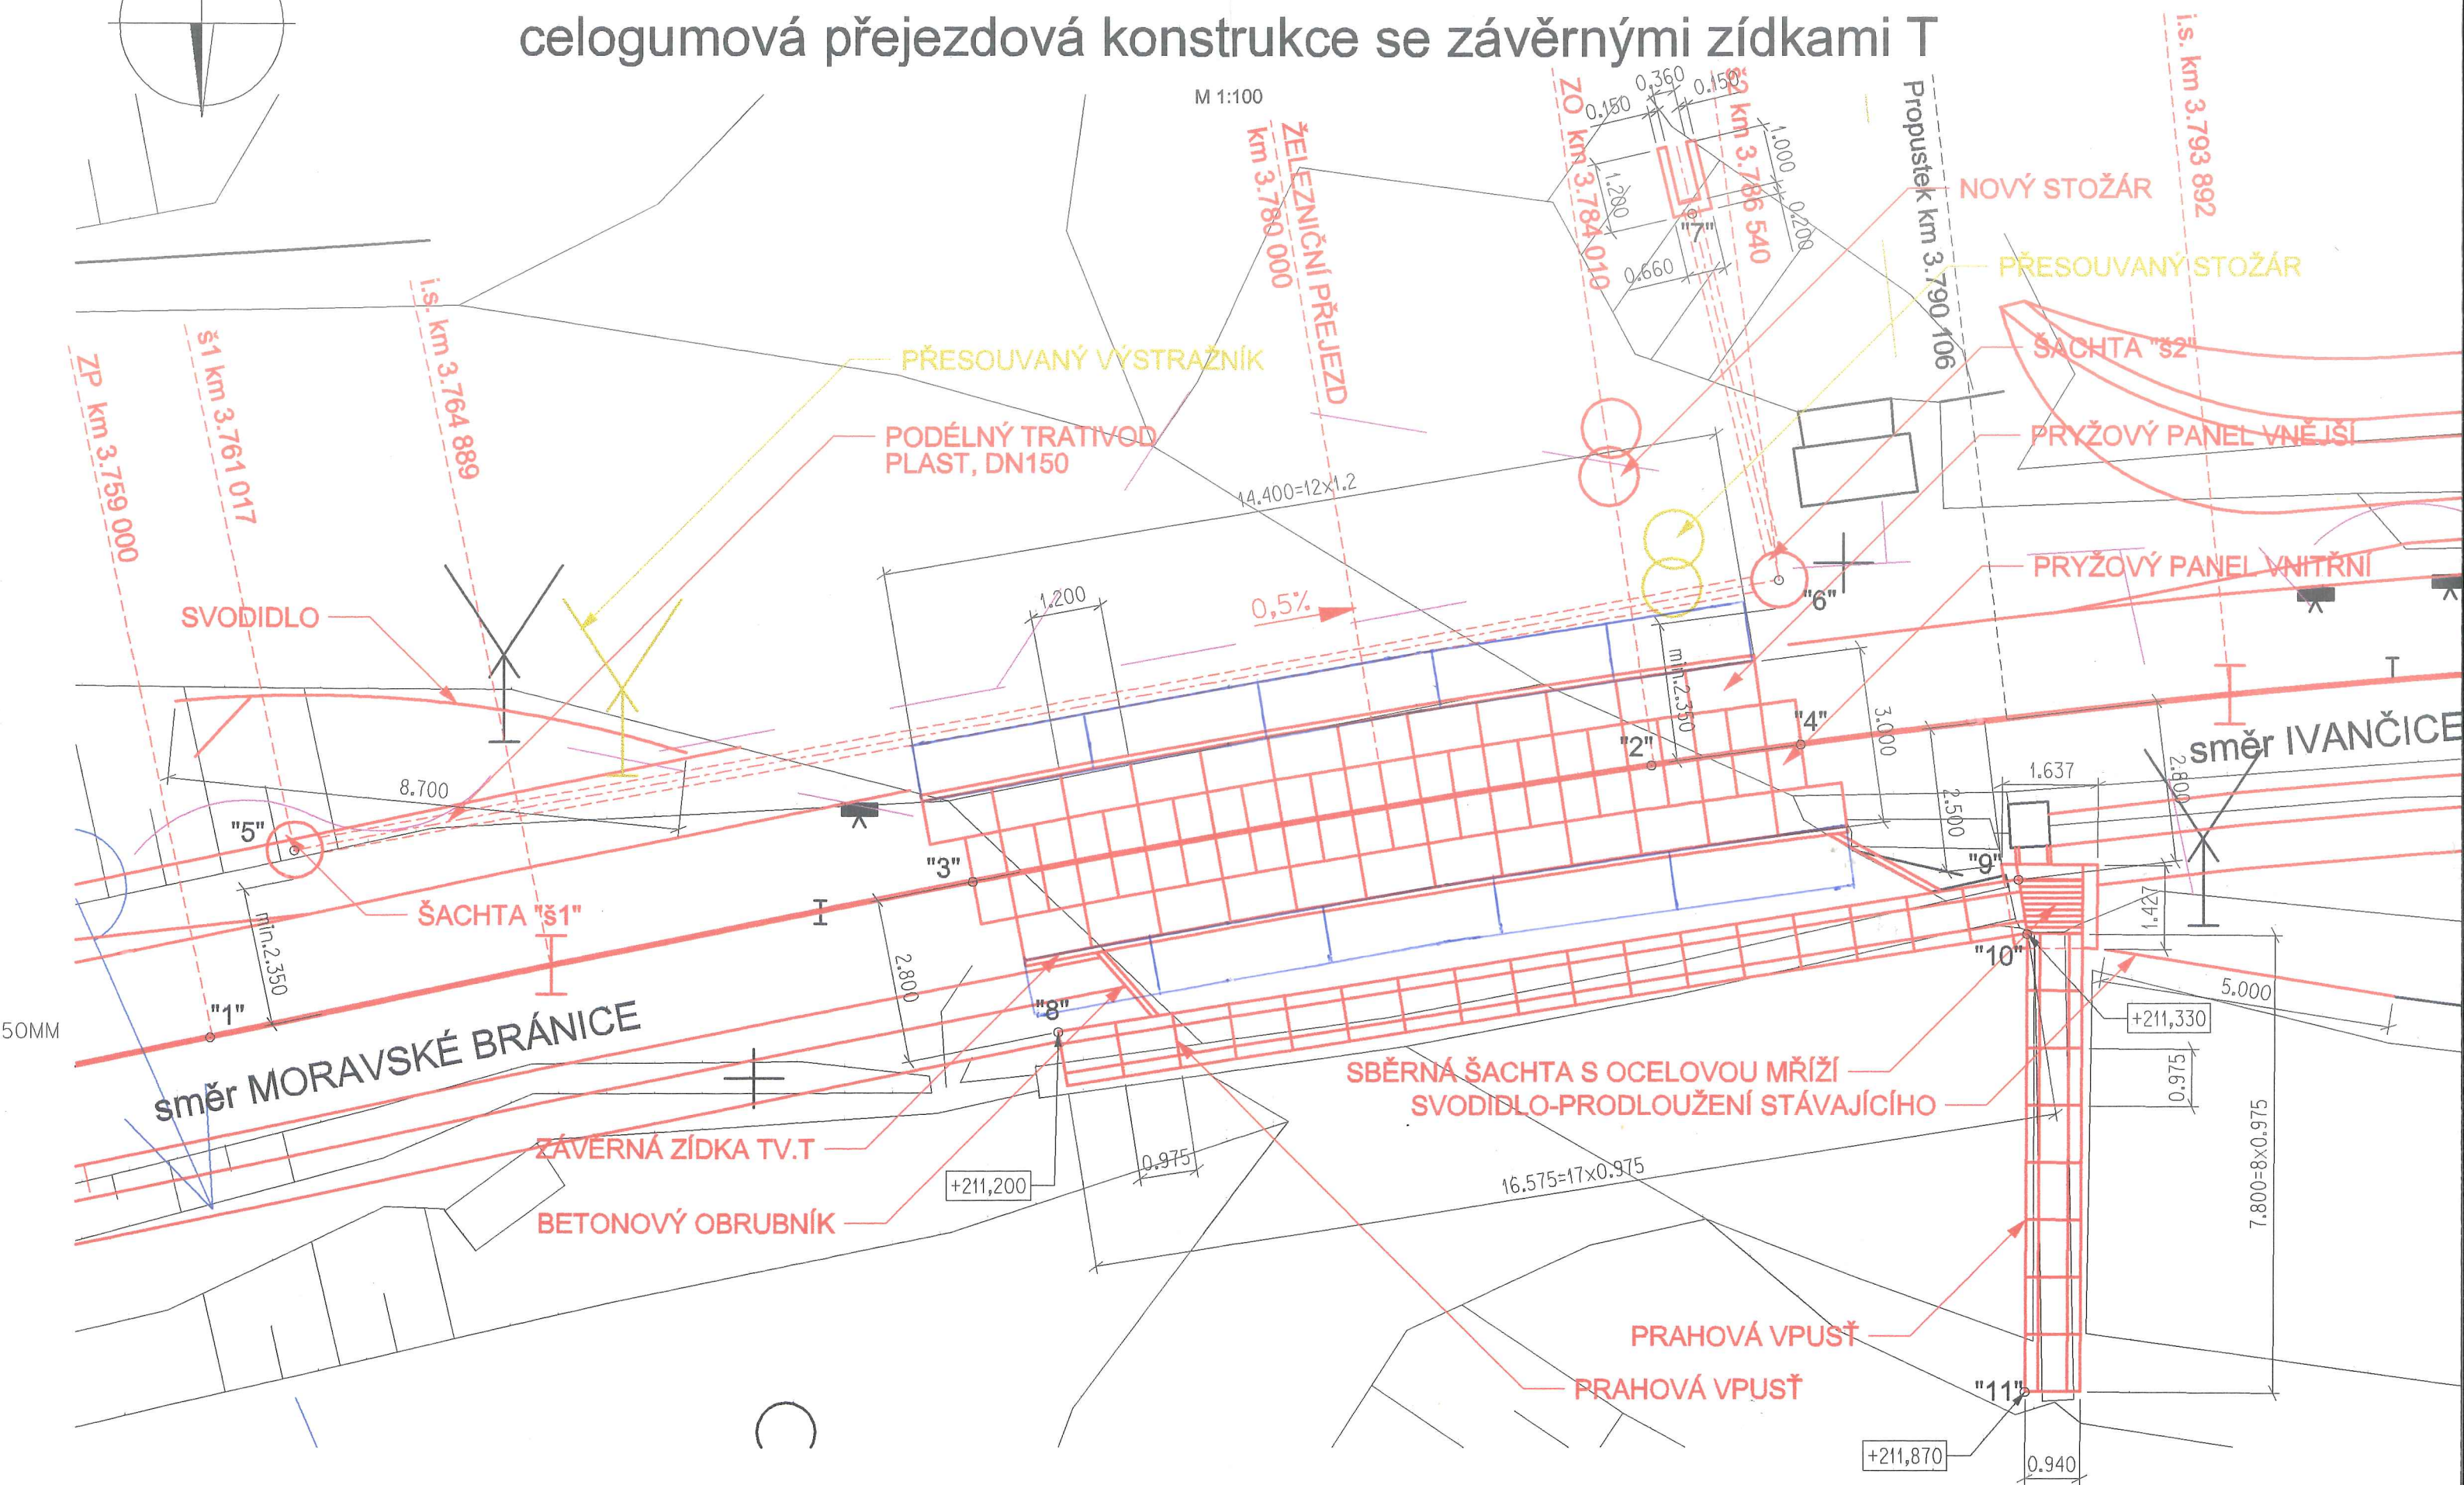 celogumová přejezdová konstrukce se závěrnými zídkami T
M 1:100
ZP km 3.759 000
š1 km 3.761 017
i.s. km 3.764 889
ŽELEZNIČNÍ PŘEJEZD
km 3.780 000
ZO km 3.784 010
š2 km 3.786 540
Propustek km 3.790 106
i.s. km 3.793 892
0.150
0.360
0.150
1.000
0.200
1.200
0.660
"7"
NOVÝ STOŽÁR
PŘESOUVANÝ STOŽÁR
ŠACHTA "š2"
PRYŽOVÝ PANEL VNĚJŠÍ
PRYŽOVÝ PANEL VNITŘNÍ
PŘESOUVANÝ VÝSTRAŽNÍK
PODÉLNÝ TRATIVOD
PLAST, DN150
14.400=12x1.2
1.200
0,5%
"6"
SVODIDLO
8.700
"5"
ŠACHTA "š1"
min.2.350
"1"
směr MORAVSKÉ BRÁNICE
50MM
"3"
2.800
"2"
min.2.350
"4"
3.000
2.500
směr IVANČICE
1.637
2.800
"9"
1.427
"10"
5.000
+211,330
"8"
SBĚRNÁ ŠACHTA S OCELOVOU MŘÍŽÍ
SVODIDLO-PRODLOUŽENÍ STÁVAJÍCÍHO
0.975
7.800=8x0.975
ZÁVĚRNÁ ZÍDKA TV.T
+211,200
0.975
16.575=17x0.975
BETONOVÝ OBRUBNÍK
PRAHOVÁ VPUSŤ
PRAHOVÁ VPUSŤ
"11"
+211,870
0.940